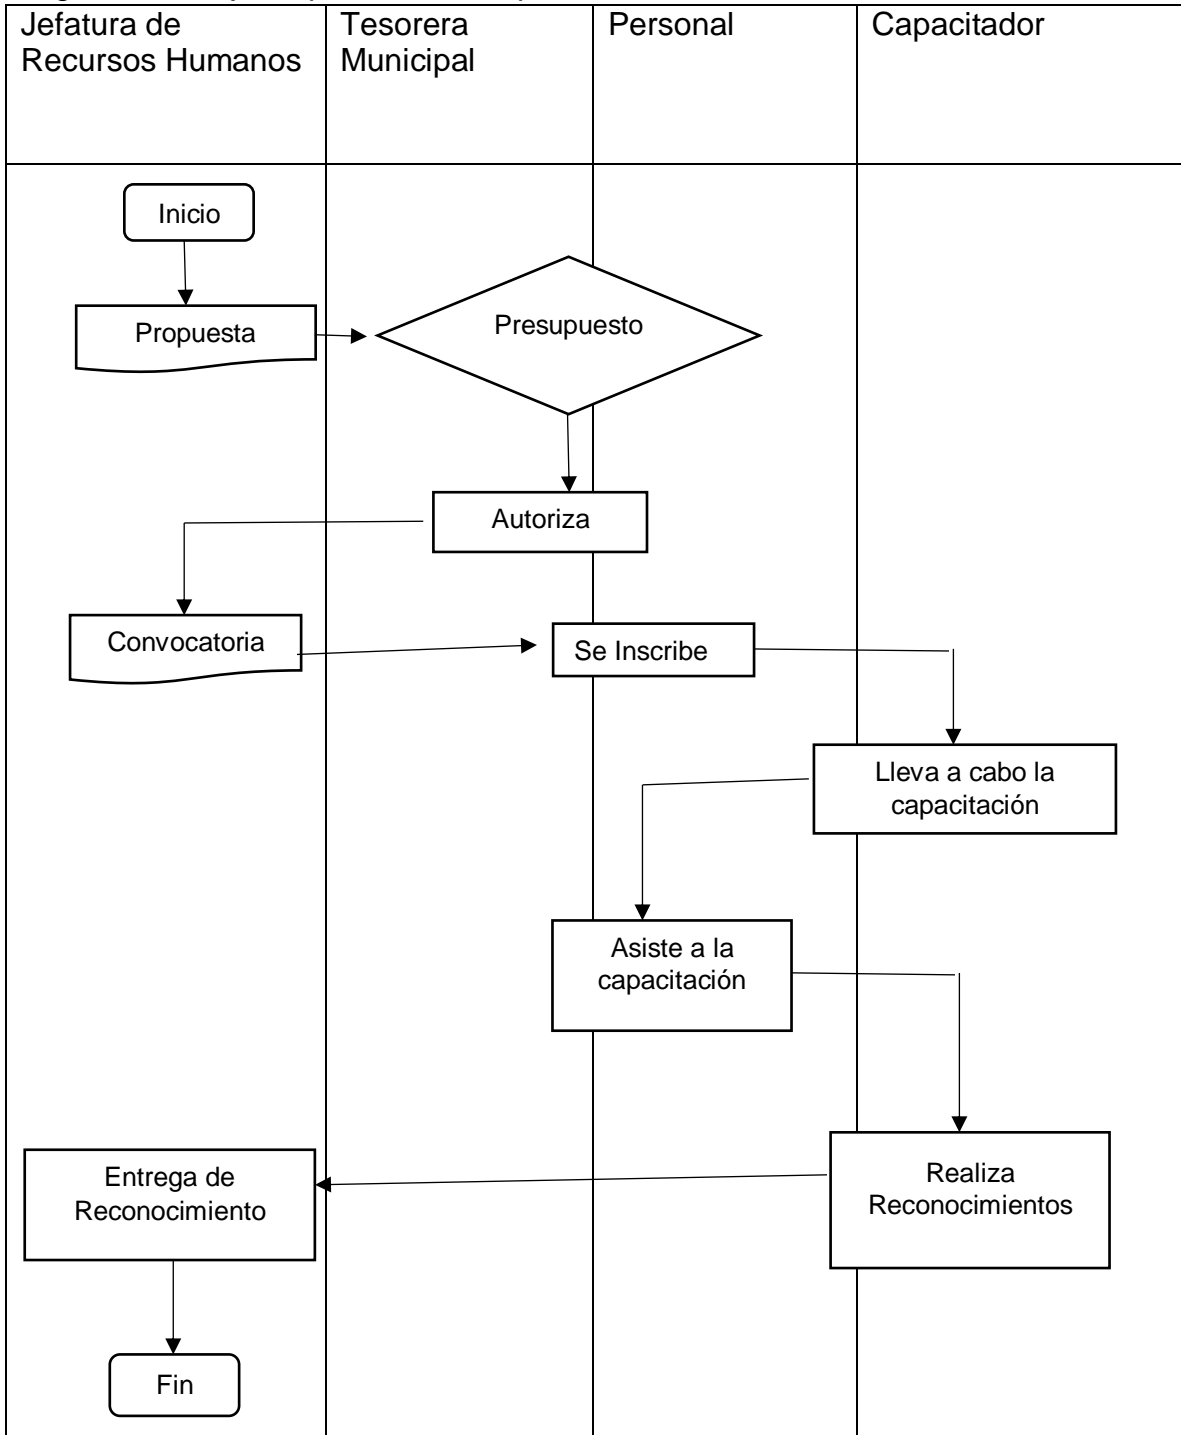 Jefatura de
Recursos Humanos
Tesorera
Municipal
Personal
Capacitador
Inicio
Propuesta
Presupuesto
Autoriza
Convocatoria
Se Inscribe
Lleva a cabo la
capacitación
Asiste a la
capacitación
Realiza
Reconocimientos
Entrega de
Reconocimiento
Fin